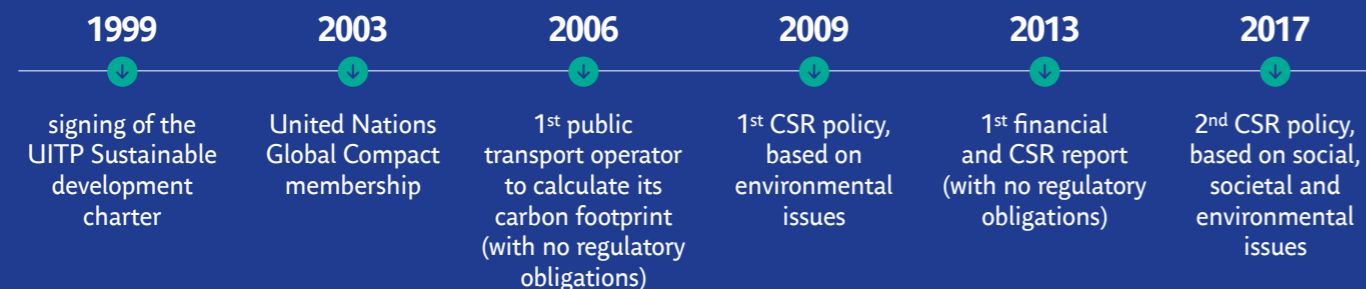 1999
signing of the
UITP Sustainable
development
charter
2003
United Nations
Global Compact
membership
2006
1st public
transport operator
to calculate its
carbon footprint
(with no regulatory
obligations)
2009
1st CSR policy,
based on
environmental
issues
2013
1st financial
and CSR report
(with no regulatory
obligations)
2017
2nd CSR policy,
based on social,
societal and
environmental
issues